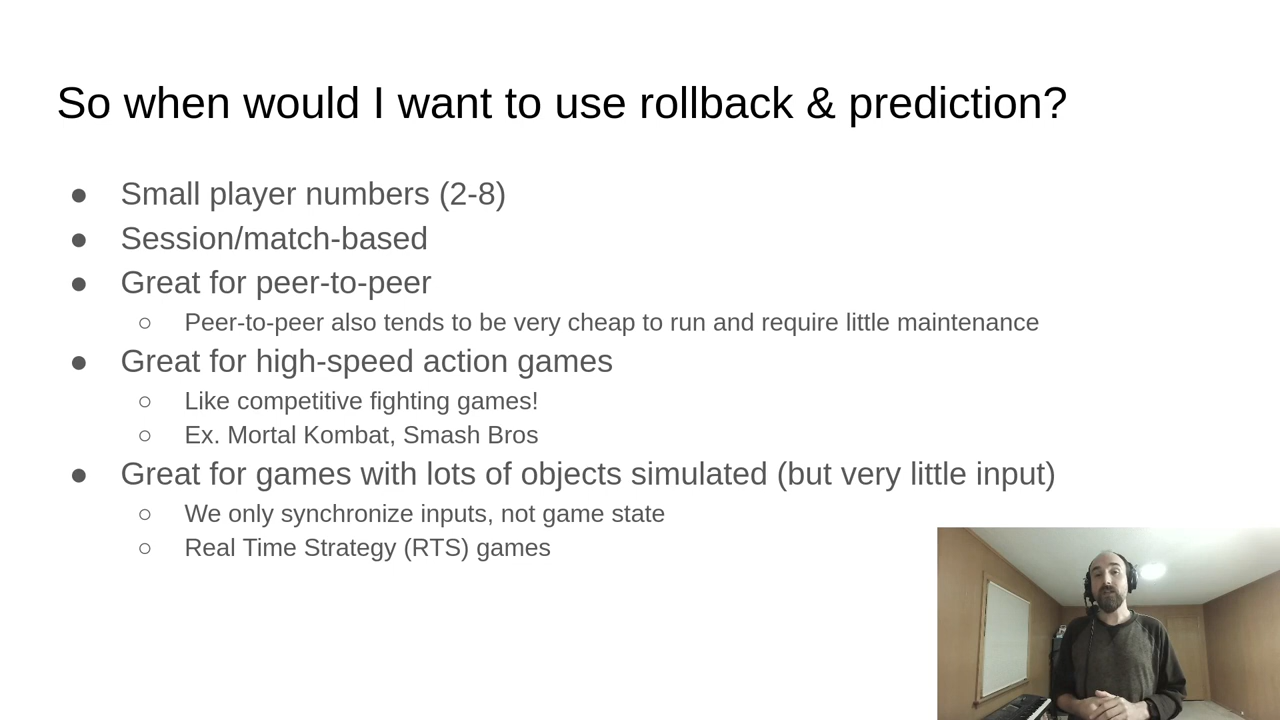 So when would I want to use rollback & prediction?
● Small player numbers (2-8)
● Session/match-based
● Great for peer-to-peer
○ Peer-to-peer also tends to be very cheap to run and require little maintenance
● Great for high-speed action games
○ Like competitive fighting games!
○ Ex. Mortal Kombat, Smash Bros
● Great for games with lots of objects simulated (but very little input)
○ We only synchronize inputs, not game state
○ Real Time Strategy (RTS) games